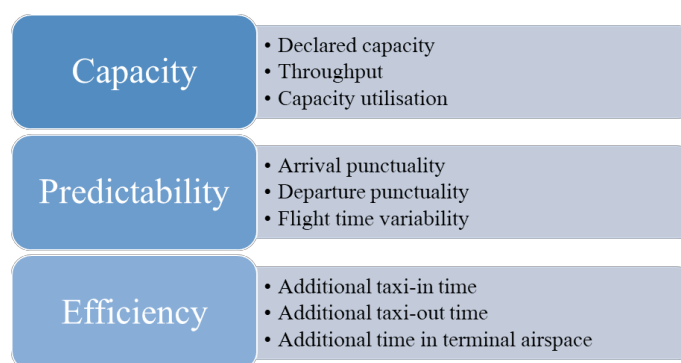 Capacity
• Declared capacity
• Throughput
• Capacity utilisation
Predictability
• Arrival punctuality
• Departure punctuality
• Flight time variability
Efficiency
• Additional taxi-in time
• Additional taxi-out time
• Additional time in terminal airspace